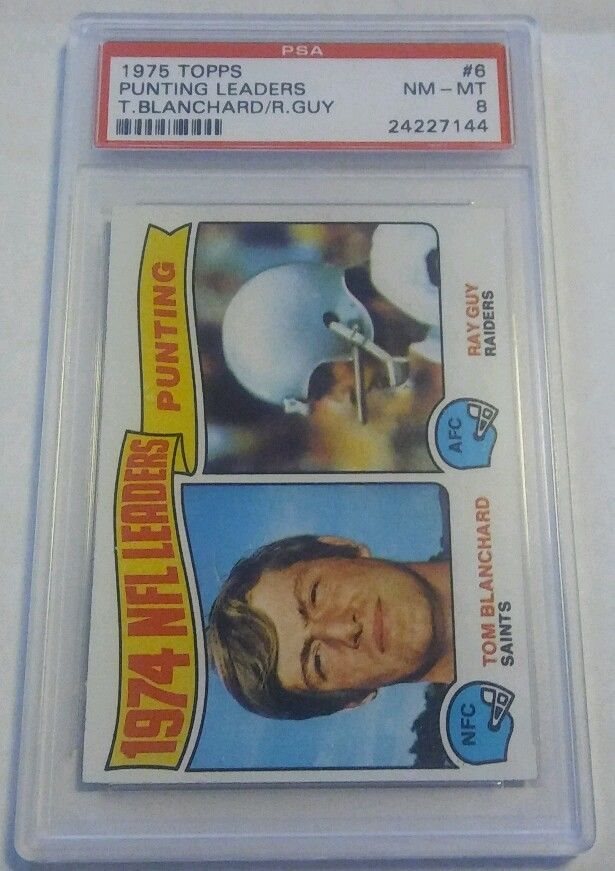 PSA
1975 TOPPS #6
PUNTING LEADERS NM - MT
T.BLANCHARD/R.GUY 8
24227144
1974 NFL LEADERS
PUNTING
NFC
TOM BLANCHARD
SAINTS
AFC
RAY GUY
RAIDERS